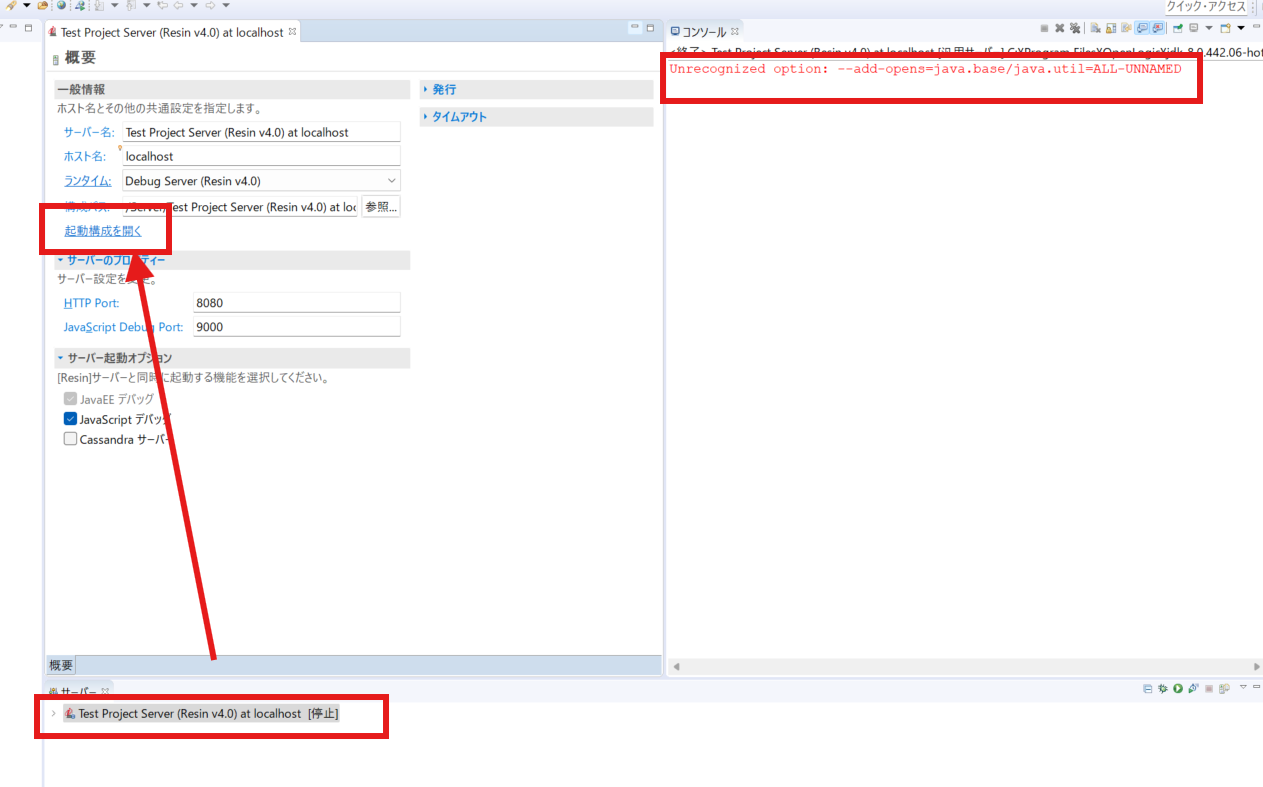 クイック・アクセス
Test Project Server (Resin v4.0) at localhost
概要
一般情報
ホスト名とその他の共通設定を指定します。
サーバー名: Test Project Server (Resin v4.0) at localhost
ホスト名: localhost
ランタイム: Debug Server (Resin v4.0)
構成パス: /Server/Test Project Server (Resin v4.0) at loc 参照...
起動構成を開く
サーバーのプロパティー
サーバー設定を
HTTP Port: 8080
JavaScript Debug Port: 9000
サーバー起動オプション
[Resin]サーバーと同時に起動する機能を選択してください。
JavaEE デバッグ
JavaScript デバッグ
Cassandra サーバー
発行
タイムアウト
概要
コンソール
<終了> Test Project Server (Resin v4.0) at localhost [汎用サーバー] C:¥Program Files¥OpenLogic¥jdk-8.0.442.06-hot
Unrecognized option: --add-opens=java.base/java.util=ALL-UNNAMED
サーバー
Test Project Server (Resin v4.0) at localhost [停止]